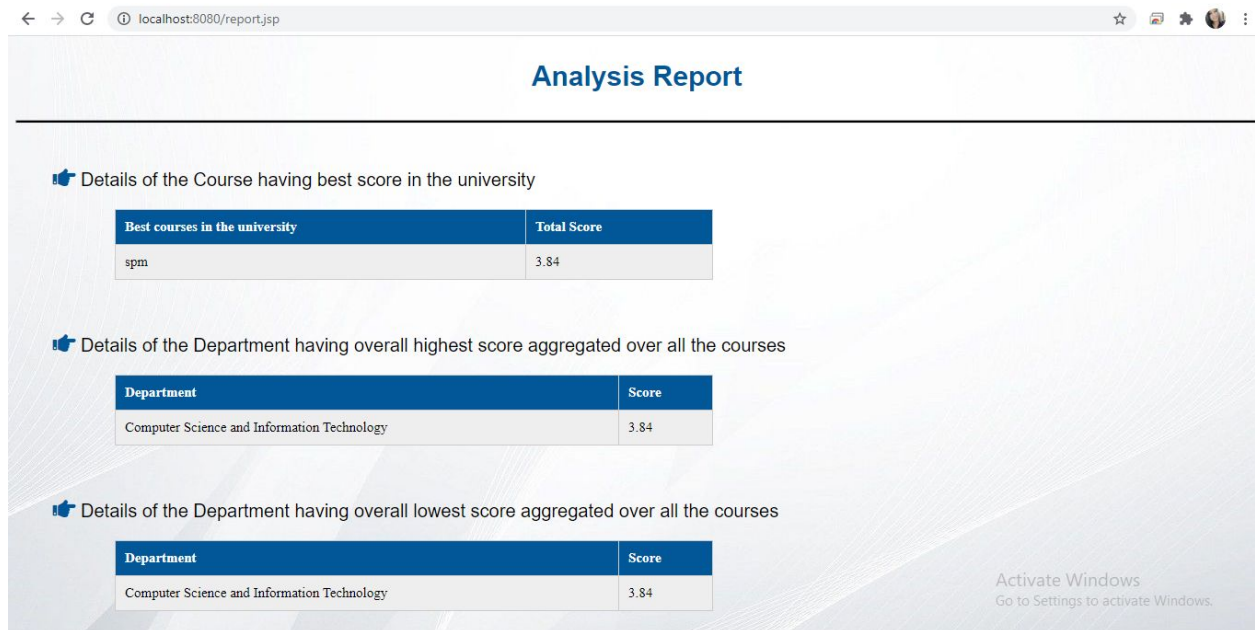 localhost:8080/report.jsp
Analysis Report
Details of the Course having best score in the university
Best courses in the university Total Score
spm 3.84
Details of the Department having overall highest score aggregated over all the courses
Department Score
Computer Science and Information Technology 3.84
Details of the Department having overall lowest score aggregated over all the courses
Department Score
Computer Science and Information Technology 3.84
Activate Windows
Go to Settings to activate Windows.